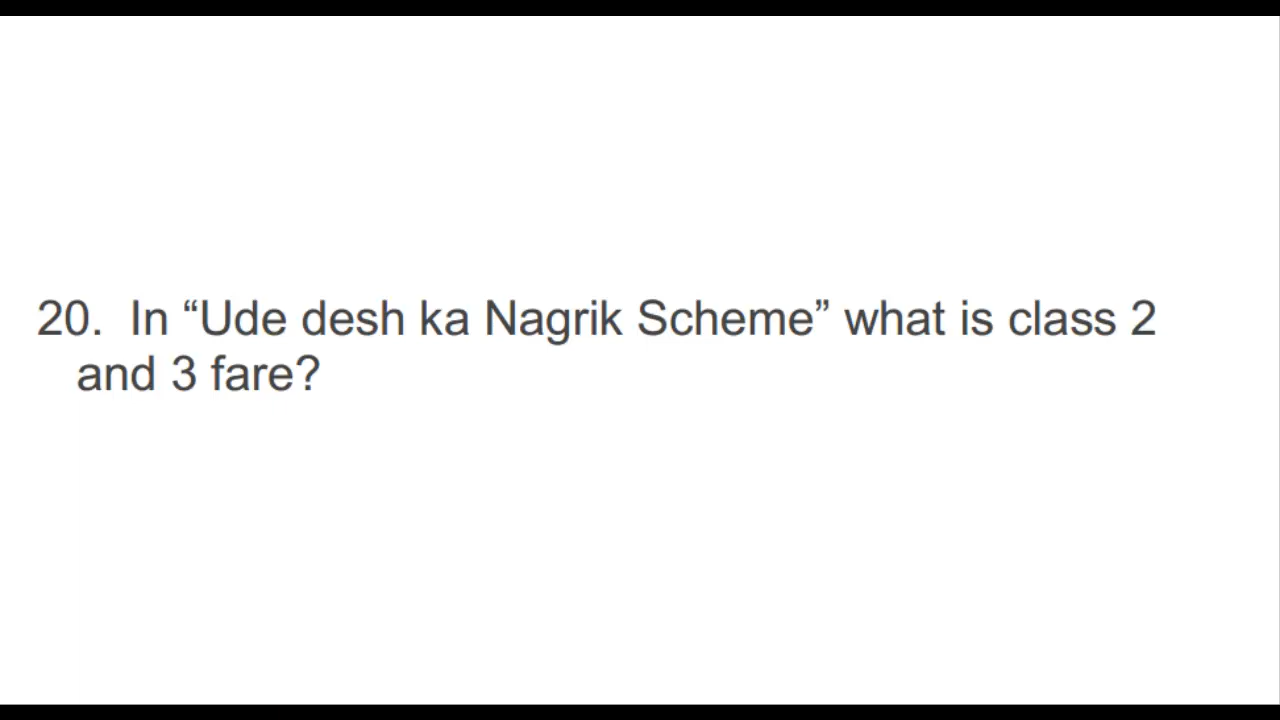 20. In “Ude desh ka Nagrik Scheme” what is class 2
and 3 fare?